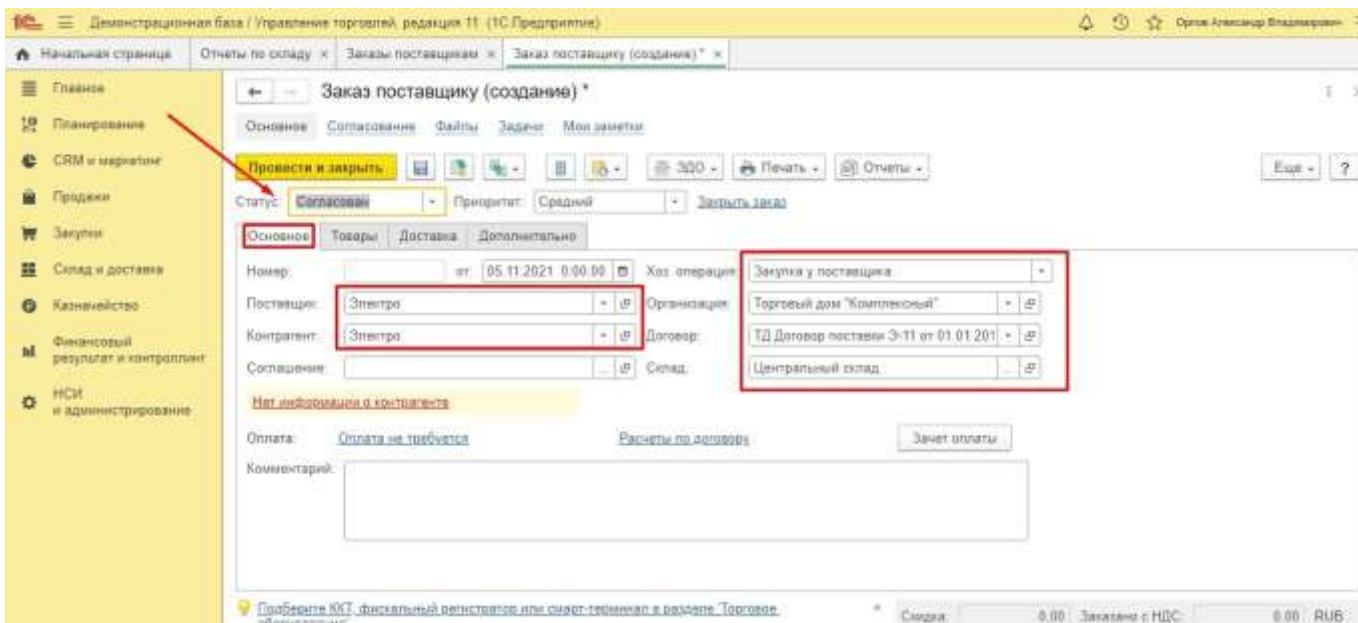 1С Демонстрационная база / Управление торговлей, редакция 11 (1С:Предприятие) Орлов Александр Владимирович
Начальная страница Отчеты по складу × Заказы поставщикам × Заказ поставщику (создание) * ×
Главное
Планирование
CRM и маркетинг
Продажи
Закупки
Склад и доставка
Казначейство
Финансовый
результат и контроллинг
НСИ
и администрирование
Заказ поставщику (создание) *
Основное Согласование Файлы Задачи Мои заметки
Провести и закрыть ЭДО Печать Отчеты Еще ?
Статус: Согласован Приоритет: Средний Закрыть заказ
Основное Товары Доставка Дополнительно
Номер: от: 05.11.2021 0:00:00 Хоз. операция: Закупка у поставщика
Поставщик: Электро Организация: Торговый дом "Комплексный"
Контрагент: Электро Договор: ТД Договор поставки Э-11 от 01.01.201
Соглашение: Склад: Центральный склад
Нет информации о контрагенте
Оплата: Оплата не требуется Расчеты по договору Зачет оплаты
Комментарий:
Подберите ККТ, фискальный регистратор или смарт-терминал в разделе "Торговое
оборудование" Скидка: 0.00 Заказано с НДС: 0.00 RUB